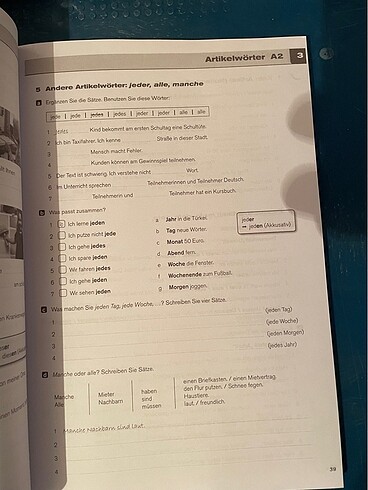 Artikelwörter A2 3
5 Andere Artikelwörter: jeder, alle, manche
a Ergänzen Sie die Sätze. Benutzen Sie diese Wörter:
jede jede jedes jedes jeder jeder alle alle
1 Jedes Kind bekommt am ersten Schultag eine Schultüte.
2 Ich bin Taxifahrer. Ich kenne Straße in dieser Stadt.
3 Mensch macht Fehler.
4 Kunden können am Gewinnspiel teilnehmen.
5 Der Text ist schwierig. Ich verstehe nicht Wort.
6 Im Unterricht sprechen Teilnehmerinnen und Teilnehmer Deutsch.
7 Teilnehmerin und Teilnehmer hat ein Kursbuch.
b Was passt zusammen?
1 Ich lerne jeden
2 Ich putze nicht jede
3 Ich gehe jedes
4 Ich spare jeden
5 Wir fahren jedes
6 Ich gehe jeden
7 Wir sehen jeden
a Jahr in die Türkei.
b Tag neue Wörter.
c Monat 50 Euro.
d Abend fern.
e Woche die Fenster.
f Wochenende zum Fußball.
g Morgen joggen.
jeder
→ jeden (Akkusativ)
c Was machen Sie jeden Tag, jede Woche, ...? Schreiben Sie vier Sätze.
1 (jeden Tag)
2 (jede Woche)
3 (jeden Morgen)
4 (jedes Jahr)
d Manche oder alle? Schreiben Sie Sätze.
Manche
Alle
Mieter
Nachbarn
haben
sind
müssen
einen Briefkasten. / einen Mietvertrag.
den Flur putzen. / Schnee fegen.
Haustiere.
laut. / freundlich.
1 Manche Nachbarn sind laut.
2
3
4
39